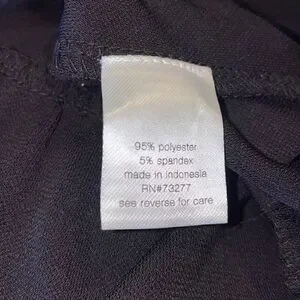 95% polyester
5% spandex
made in indonesia
RN#73277
see reverse for care